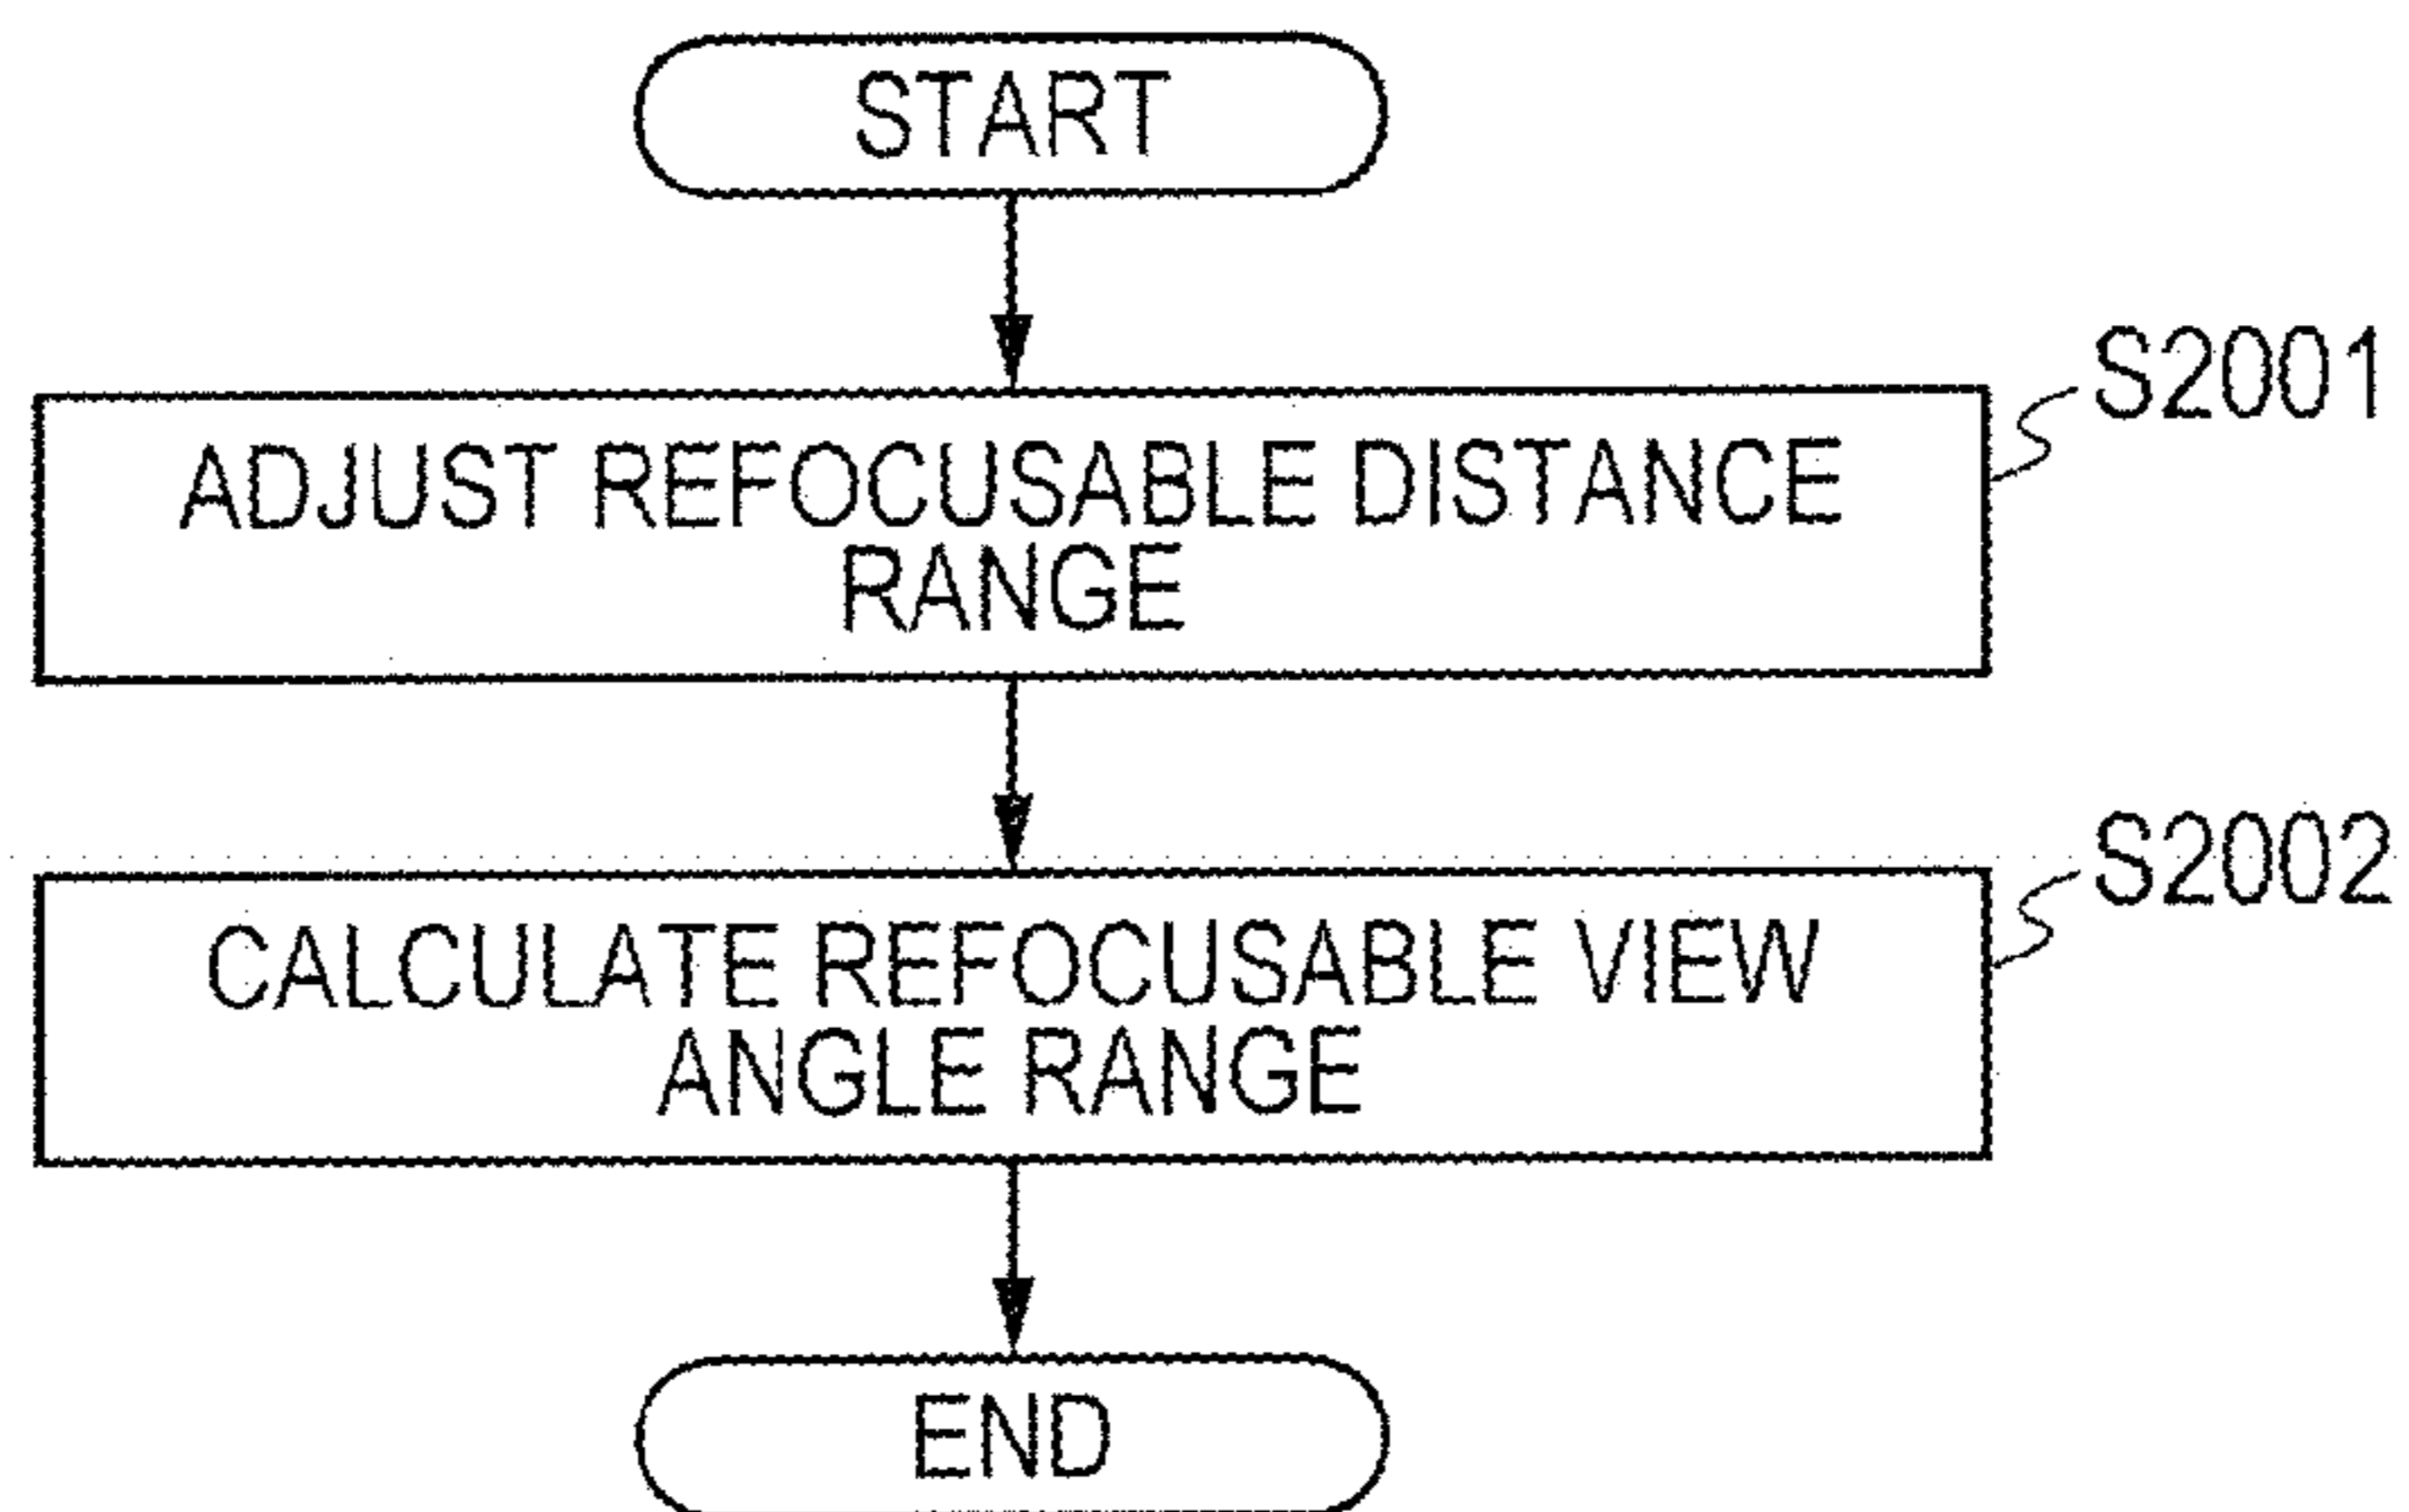 START
S2001
ADJUST REFOCUSABLE DISTANCE
RANGE
S2002
CALCULATE REFOCUSABLE VIEW
ANGLE RANGE
END